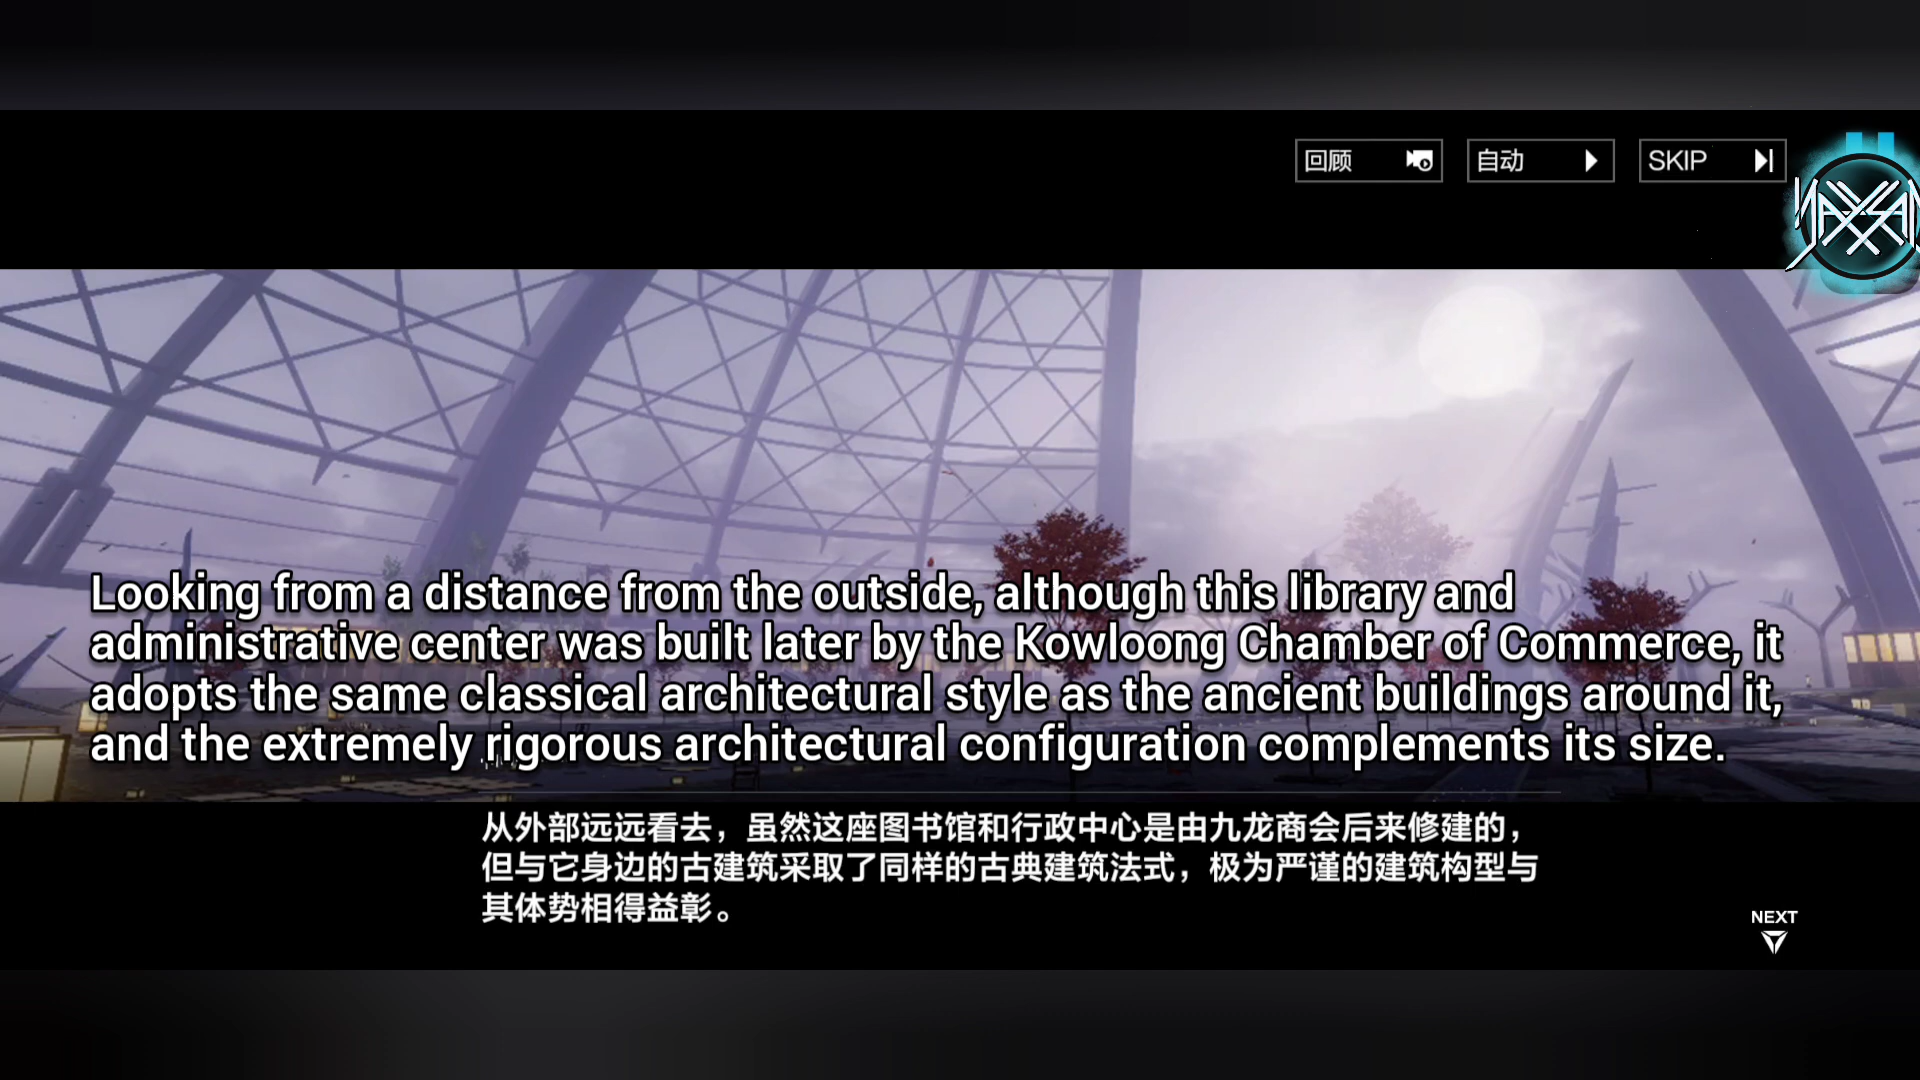 回顾
自动
SKIP
Looking from a distance from the outside, although this library and
administrative center was built later by the Kowloong Chamber of Commerce, it
adopts the same classical architectural style as the ancient buildings around it,
and the extremely rigorous architectural configuration complements its size.
从外部远远看去，虽然这座图书馆和行政中心是由九龙商会后来修建的，
但与它身边的古建筑采取了同样的古典建筑法式，极为严谨的建筑构型与
其体势相得益彰。
NEXT